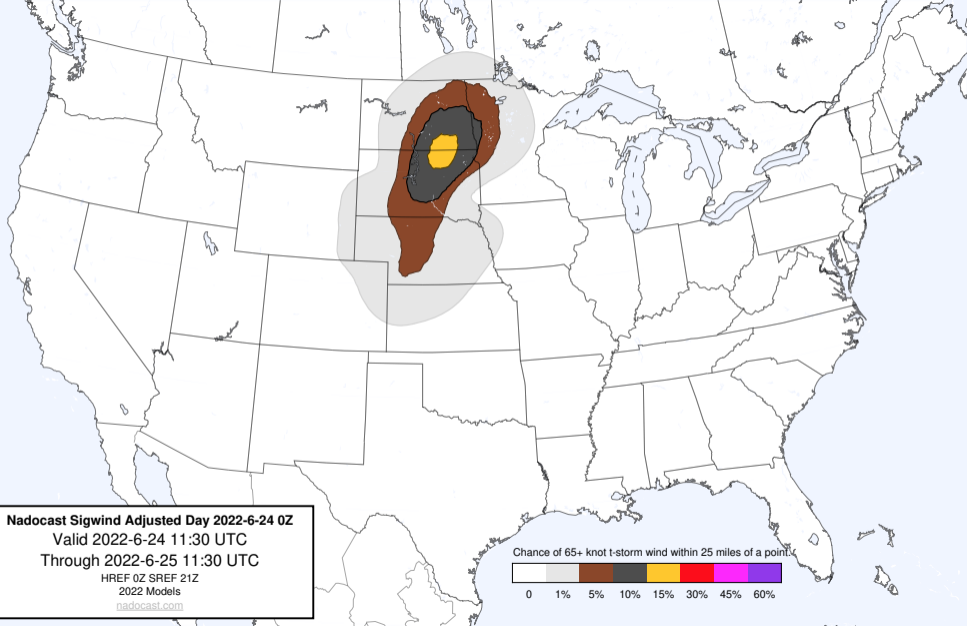 Nadocast Sigwind Adjusted Day 2022-6-24 0Z
Valid 2022-6-24 11:30 UTC
Through 2022-6-25 11:30 UTC
HREF 0Z SREF 21Z
2022 Models
nadocast.com
Chance of 65+ knot t-storm wind within 25 miles of a point.
0 1% 5% 10% 15% 30% 45% 60%